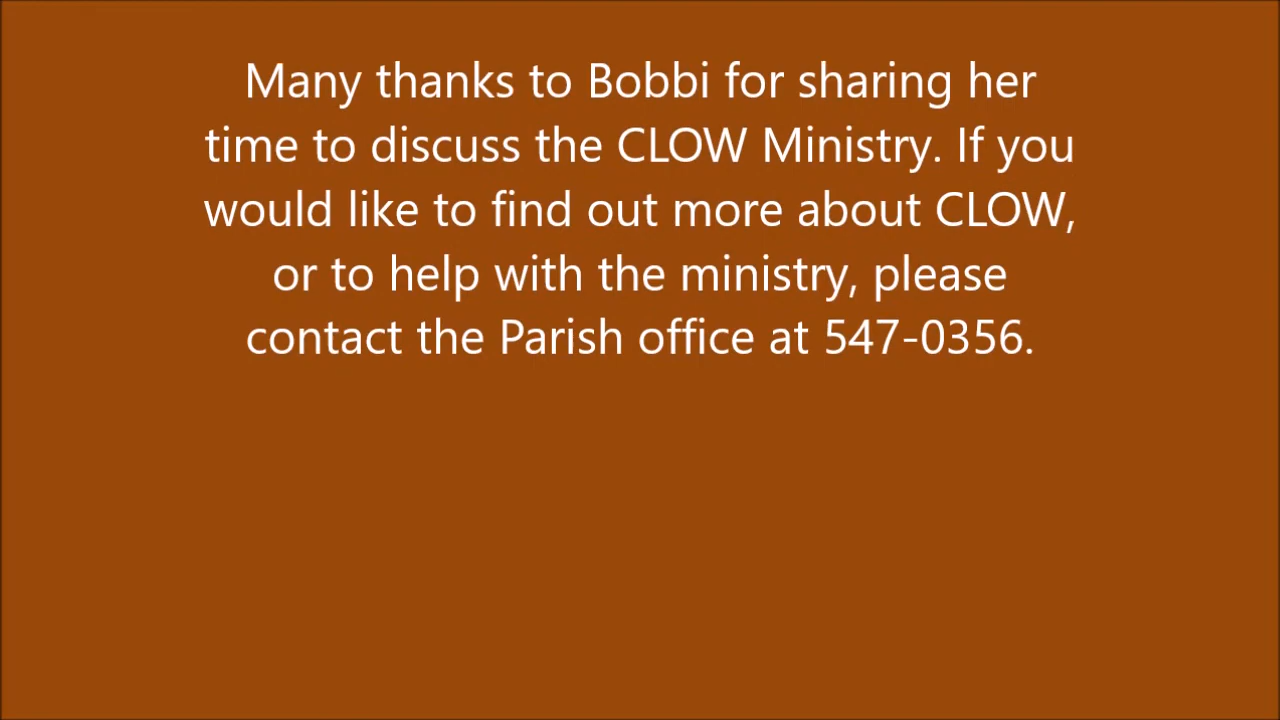 Many thanks to Bobbi for sharing her
time to discuss the CLOW Ministry. If you
would like to find out more about CLOW,
or to help with the ministry, please
contact the Parish office at 547-0356.